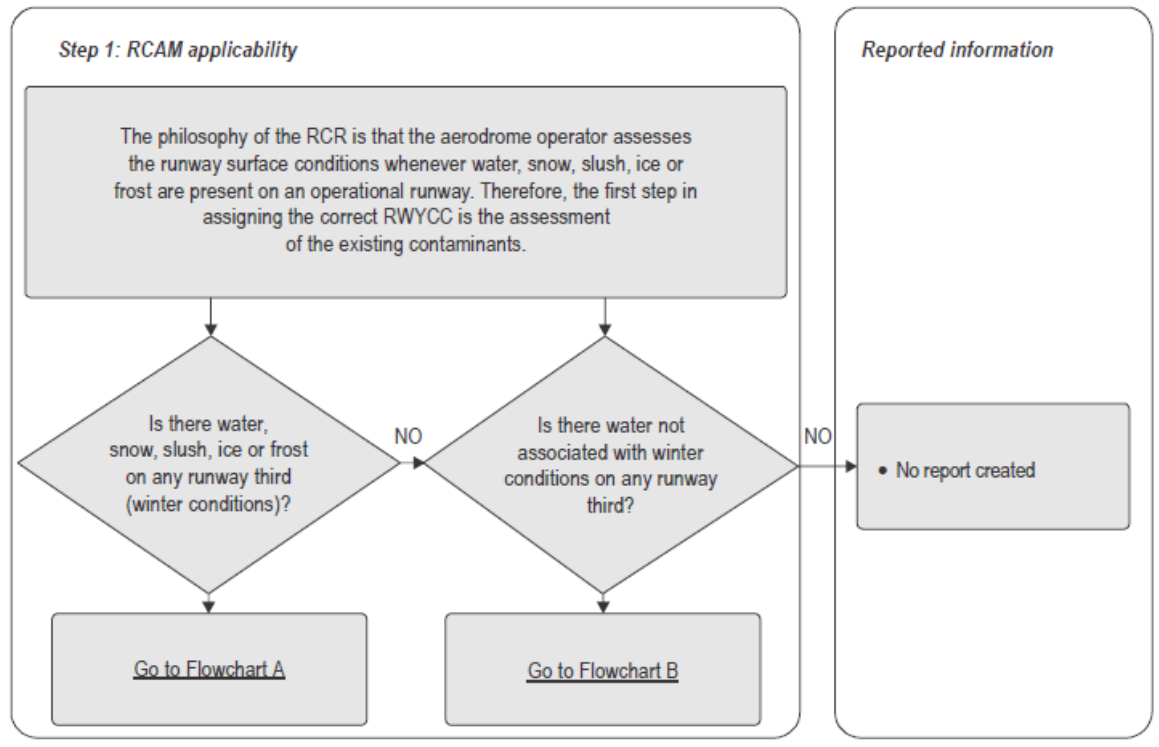 Step 1: RCAM applicability
Reported information
The philosophy of the RCR is that the aerodrome operator assesses
the runway surface conditions whenever water, snow, slush, ice or
frost are present on an operational runway. Therefore, the first step in
assigning the correct RWYCC is the assessment
of the existing contaminants.
Is there water,
snow, slush, ice or frost
on any runway third
(winter conditions)?
NO
Is there water not
associated with winter
conditions on any runway
third?
NO
• No report created
Go to Flowchart A
Go to Flowchart B